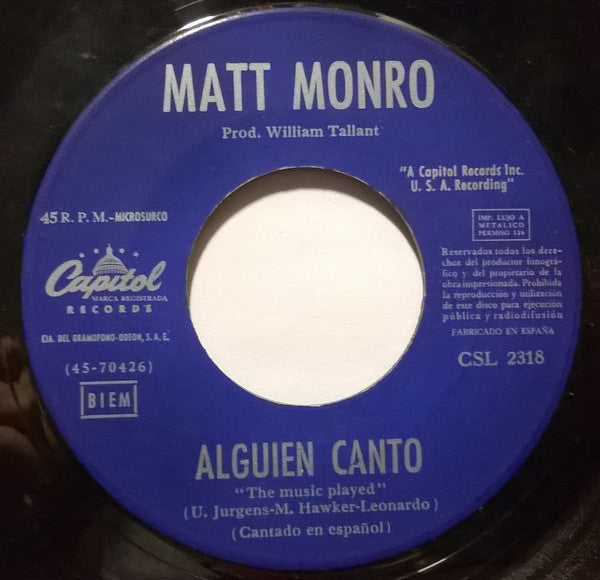 MATT MONRO
Prod. William Tallant
"A Capitol Records Inc.
U. S. A. Recording"
45 R. P. M.-MICROSURCO
IMP. LUJO A
METALICO
PERMISO 126
Capitol
MARCA REGISTRADA
RECORDS
CIA. DEL GRAMOFONO-ODEON, S. A. E.
(45-70426)
BIEM
Reservados todos los dere-
chos del productor fonográ-
fico y del propietario de la
obra impresionada. Prohibida
la reproducción y utilización
de este disco para ejecución
pública y radiodifusión
FABRICADO EN ESPAÑA
CSL 2318
ALGUIEN CANTO
"The music played"
(U. Jurgens-M. Hawker-Leonardo)
(Cantado en español)